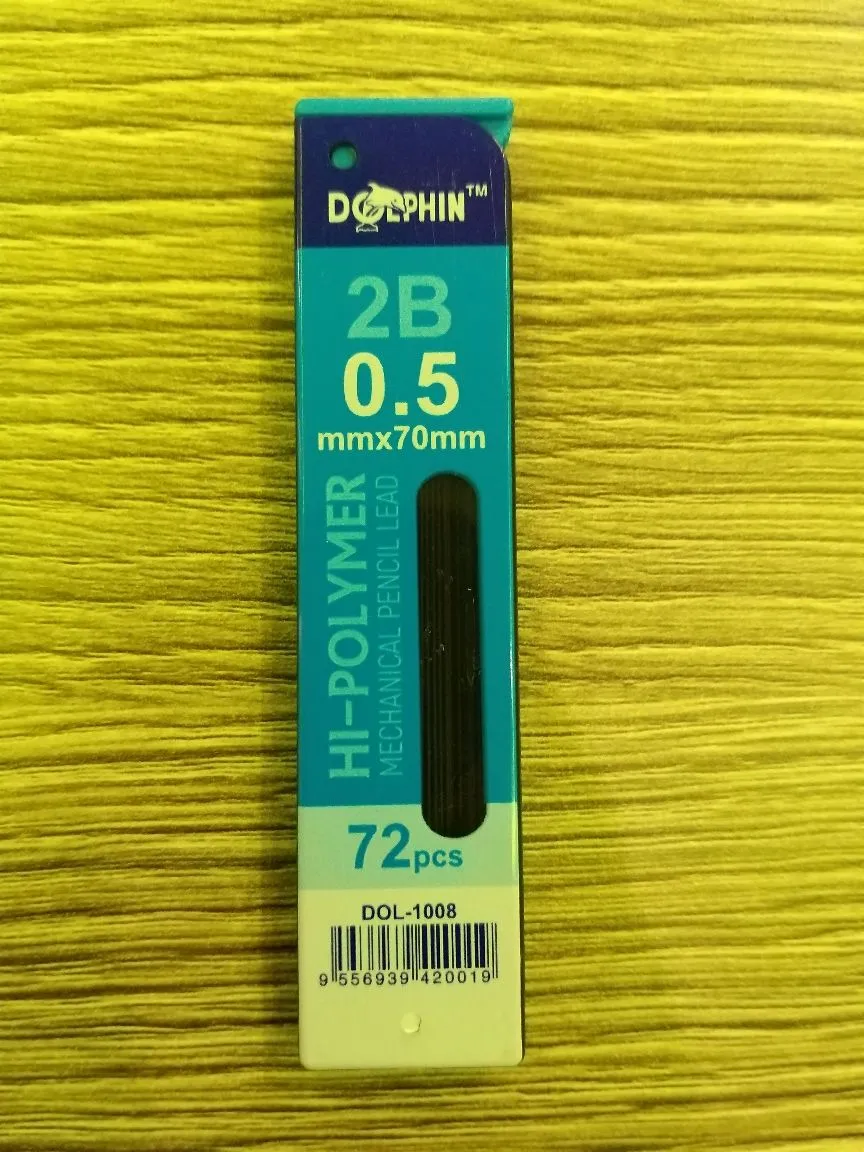 DOLPHIN™
2B
0.5
mmx70mm
HI-POLYMER
MECHANICAL PENCIL LEAD
72pcs
DOL-1008
9 556939 420019